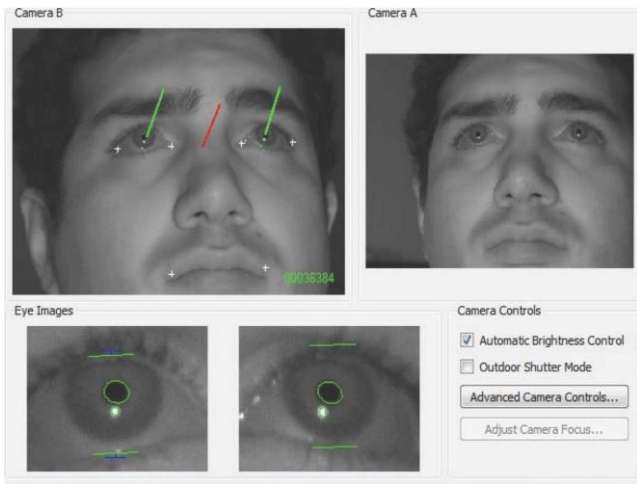 Camera B
Camera A
00036384
Eye Images
Camera Controls
Automatic Brightness Control
Outdoor Shutter Mode
Advanced Camera Controls...
Adjust Camera Focus...